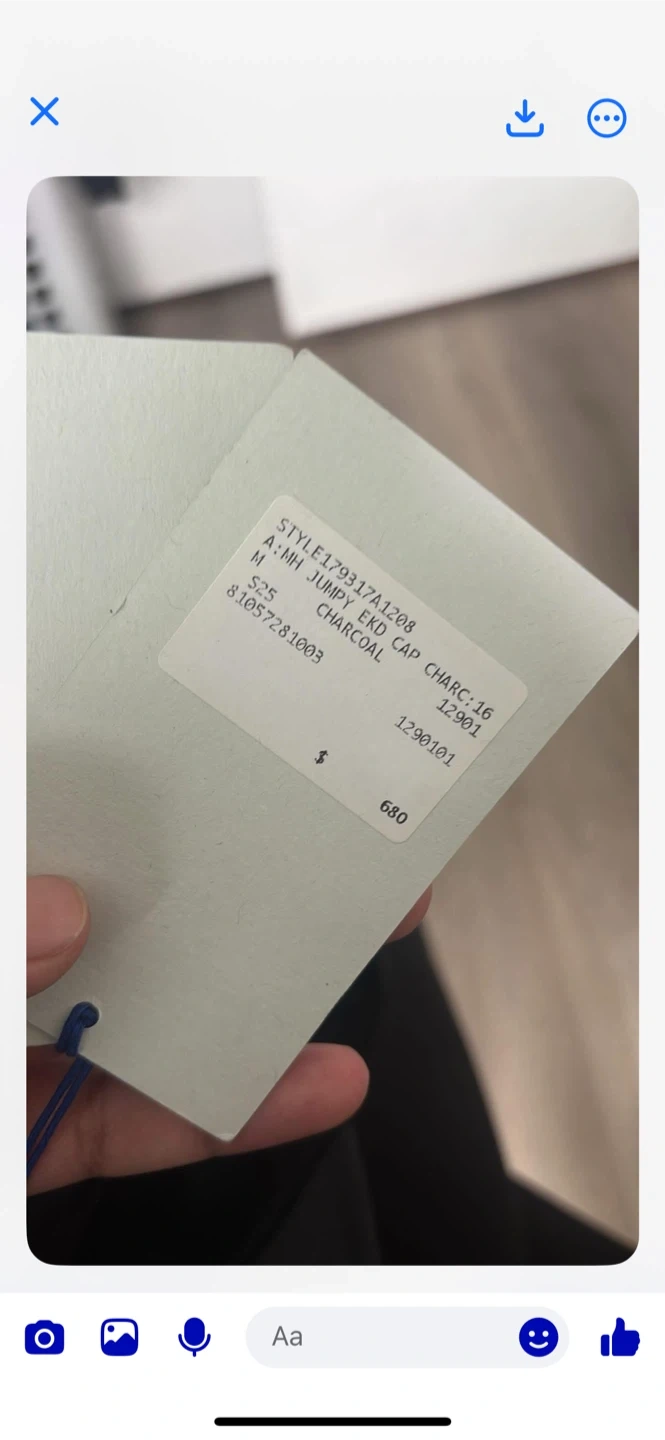 STYLE179317A1208
A:MH JUMPY EKD CAP CHARC:16
M 12901
S25 CHARCOAL
81057281003 1290101
$ 680
Aa